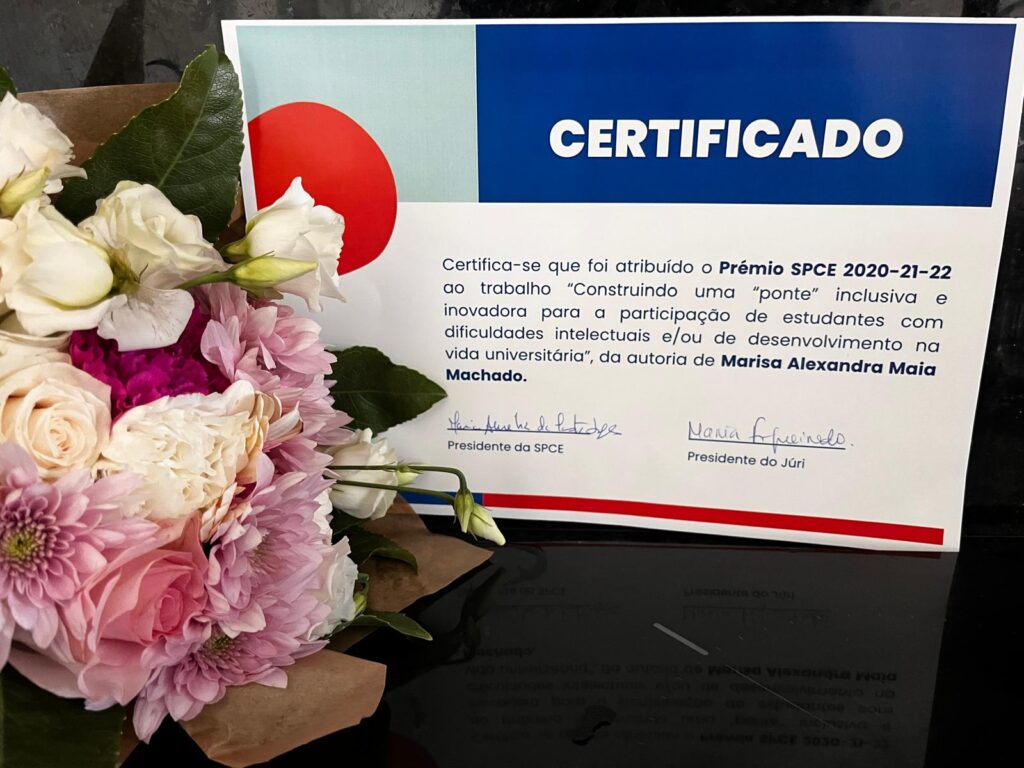 CERTIFICADO
Certifica-se que foi atribuído o Prémio SPCE 2020-21-22
ao trabalho “Construindo uma “ponte” inclusiva e
inovadora para a participação de estudantes com
dificuldades intelectuais e/ou de desenvolvimento na
vida universitária”, da autoria de Marisa Alexandra Maia
Machado.
Maria Figueiredo.
Presidente da SPCE
Presidente do Júri